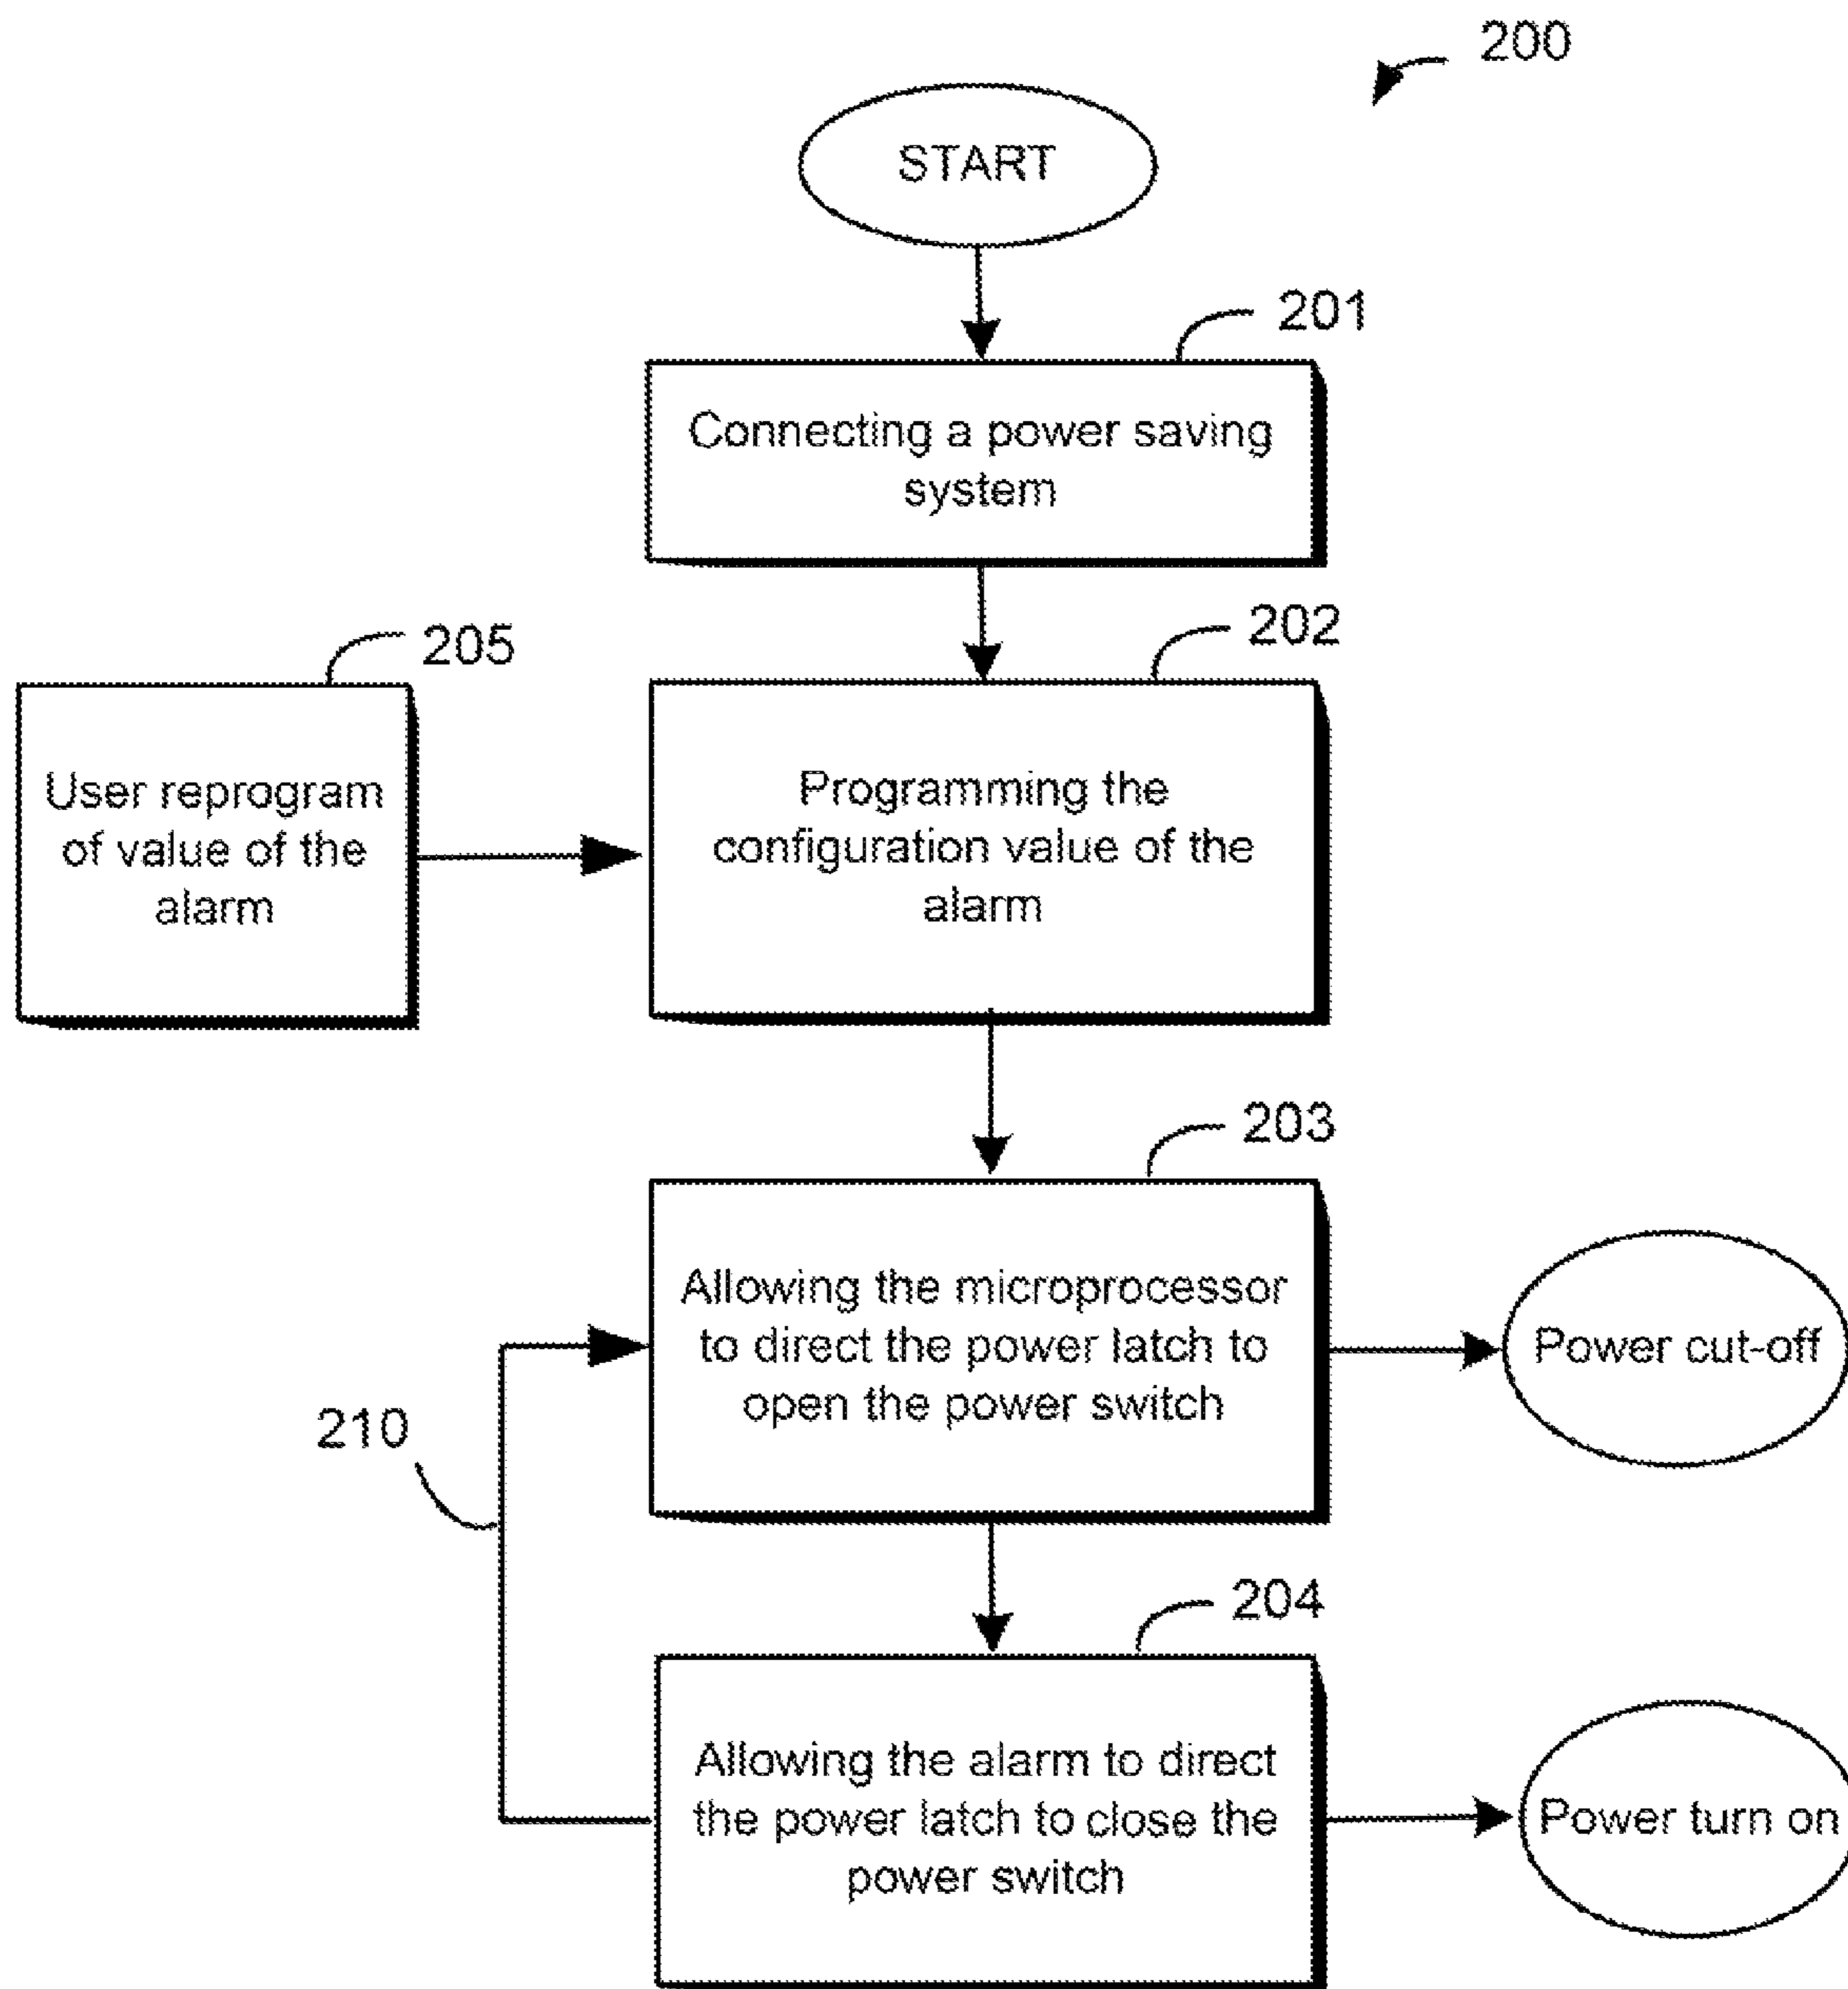 200
START
201
Connecting a power saving
system
205
202
User reprogram
of value of the
alarm
Programming the
configuration value of the
alarm
203
Allowing the microprocessor
to direct the power latch to
open the power switch
Power cut-off
210
204
Allowing the alarm to direct
the power latch to close the
power switch
Power turn on